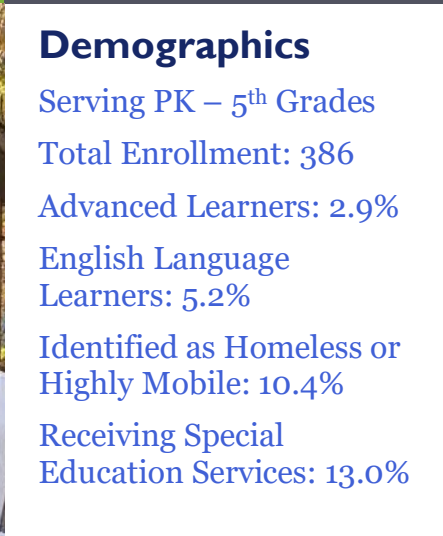 Demographics
Serving PK – 5th Grades
Total Enrollment: 386
Advanced Learners: 2.9%
English Language
Learners: 5.2%
Identified as Homeless or
Highly Mobile: 10.4%
Receiving Special
Education Services: 13.0%